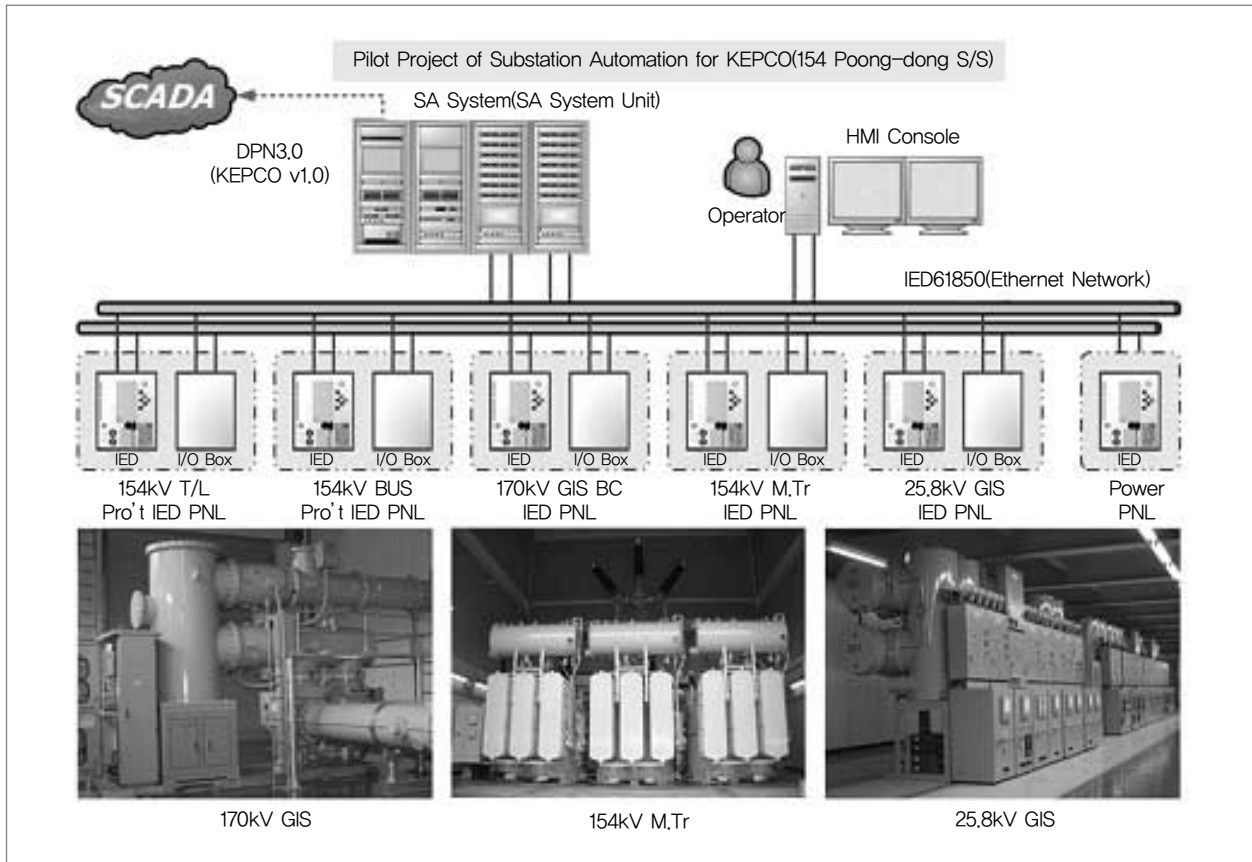 Pilot Project of Substation Automation for KEPCO(154 Poong-dong S/S)
SCADA
SA System(SA System Unit)
DPN3.0
(KEPCO v1.0)
HMI Console
Operator
IED61850(Ethernet Network)
IED
I/O Box
IED
I/O Box
IED
I/O Box
IED
I/O Box
IED
I/O Box
IED
154kV T/L
Pro't IED PNL
154kV BUS
Pro't IED PNL
170kV GIS BC
IED PNL
154kV M.Tr
IED PNL
25.8kV GIS
IED PNL
Power
PNL
170kV GIS
154kV M.Tr
25.8kV GIS